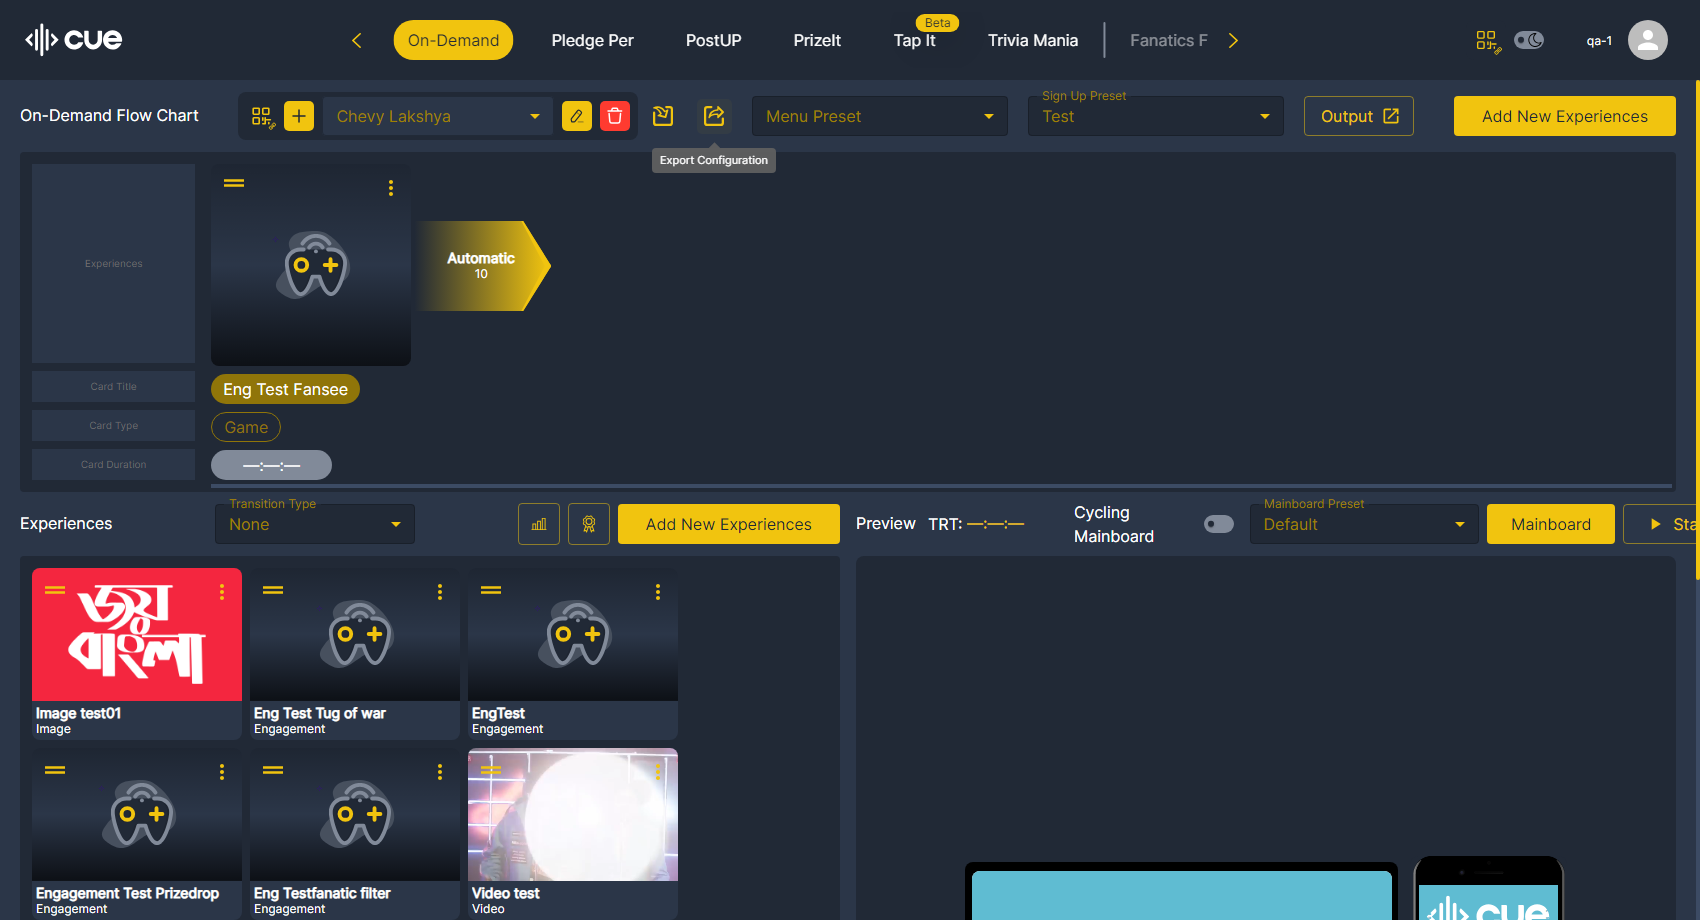 cue
On-Demand
Pledge Per
PostUP
PrizeIt
Beta
Tap It
Trivia Mania
Fanatics F
qa-1
On-Demand Flow Chart
Chevy Lakshya
Menu Preset
Sign Up Preset
Test
Output
Add New Experiences
Export Configuration
Experiences
Automatic
10
Card Title
Eng Test Fansee
Card Type
Game
Card Duration
—:—:—
Experiences
Transition Type
None
Add New Experiences
Preview
TRT: —:—:—
Cycling
Mainboard
Mainboard Preset
Default
Mainboard
Sta
জয়
বাংলা
Image test01
Image
Eng Test Tug of war
Engagement
EngTest
Engagement
Engagement Test Prizedrop
Engagement
Eng Testfanatic filter
Engagement
Video test
Video
cue